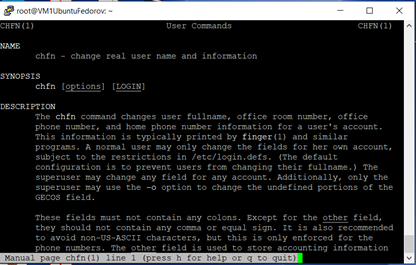 root@VM1UbuntuFedorov: ~
CHFN(1) User Commands CHFN(1)
NAME
chfn - change real user name and information
SYNOPSIS
chfn [options] [LOGIN]
DESCRIPTION
The chfn command changes user fullname, office room number, office
phone number, and home phone number information for a user's account.
This information is typically printed by finger(1) and similar
programs. A normal user may only change the fields for her own account,
subject to the restrictions in /etc/login.defs. (The default
configuration is to prevent users from changing their fullname.) The
superuser may change any field for any account. Additionally, only the
superuser may use the -o option to change the undefined portions of the
GECOS field.
These fields must not contain any colons. Except for the other field,
they should not contain any comma or equal sign. It is also recommended
to avoid non-US-ASCII characters, but this is only enforced for the
phone numbers. The other field is used to store accounting information
Manual page chfn(1) line 1 (press h for help or q to quit)